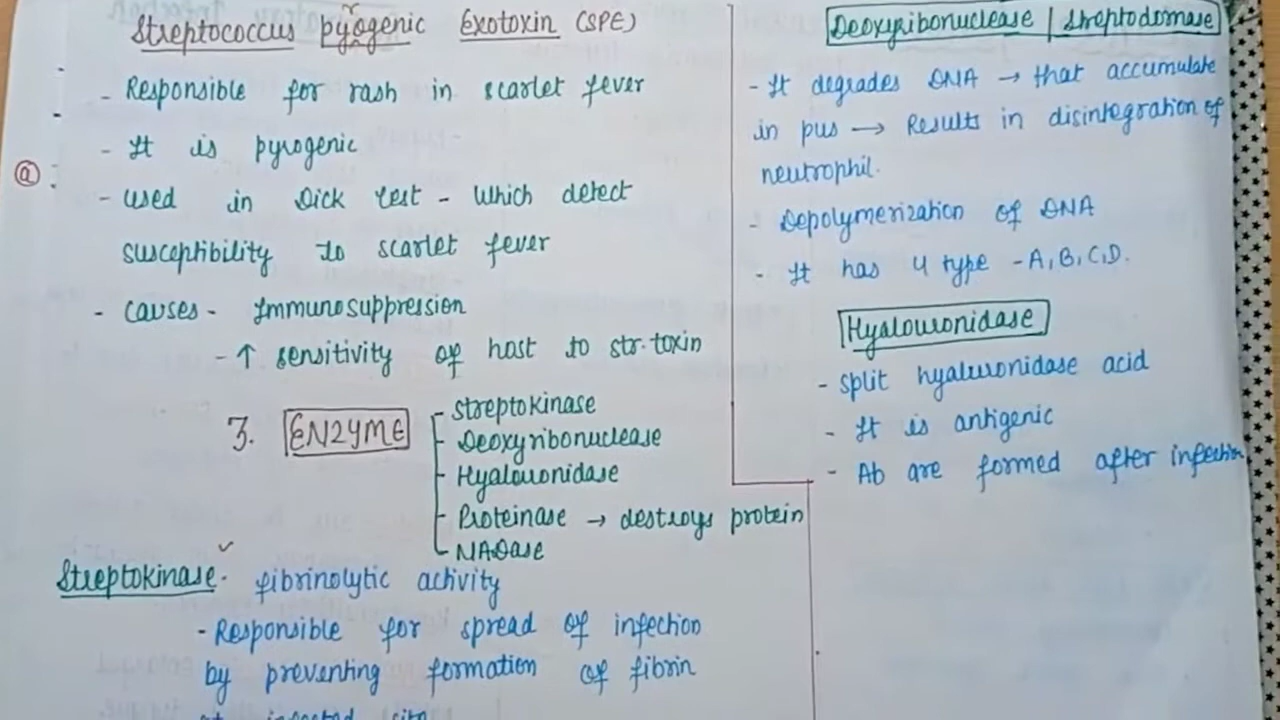 Streptococcus pyogenic Exotoxin (SPE)
- Responsible for rash in scarlet fever
- It is pyrogenic
a
- used in Dick test - which detect
susceptibility to scarlet fever
- causes - Immunosuppression
- ↑ sensitivity of host to str. toxin
3. ENZYME
- Streptokinase
- Deoxyribonuclease
- Hyalouronidase
- Proteinase → destroys protein
- NADase
Streptokinase - fibrinolytic activity
- Responsible for spread of infection
by preventing formation of fibrin
at infected site
Deoxyribonuclease / Streptodornase
- It degrades DNA → that accumulate
in pus → Results in disintegration of
neutrophil.
- Depolymerization of DNA
- It has 4 type - A, B, C, D.
Hyalouronidase
- split hyaluronidase acid
- It is antigenic
- Ab are formed after infection